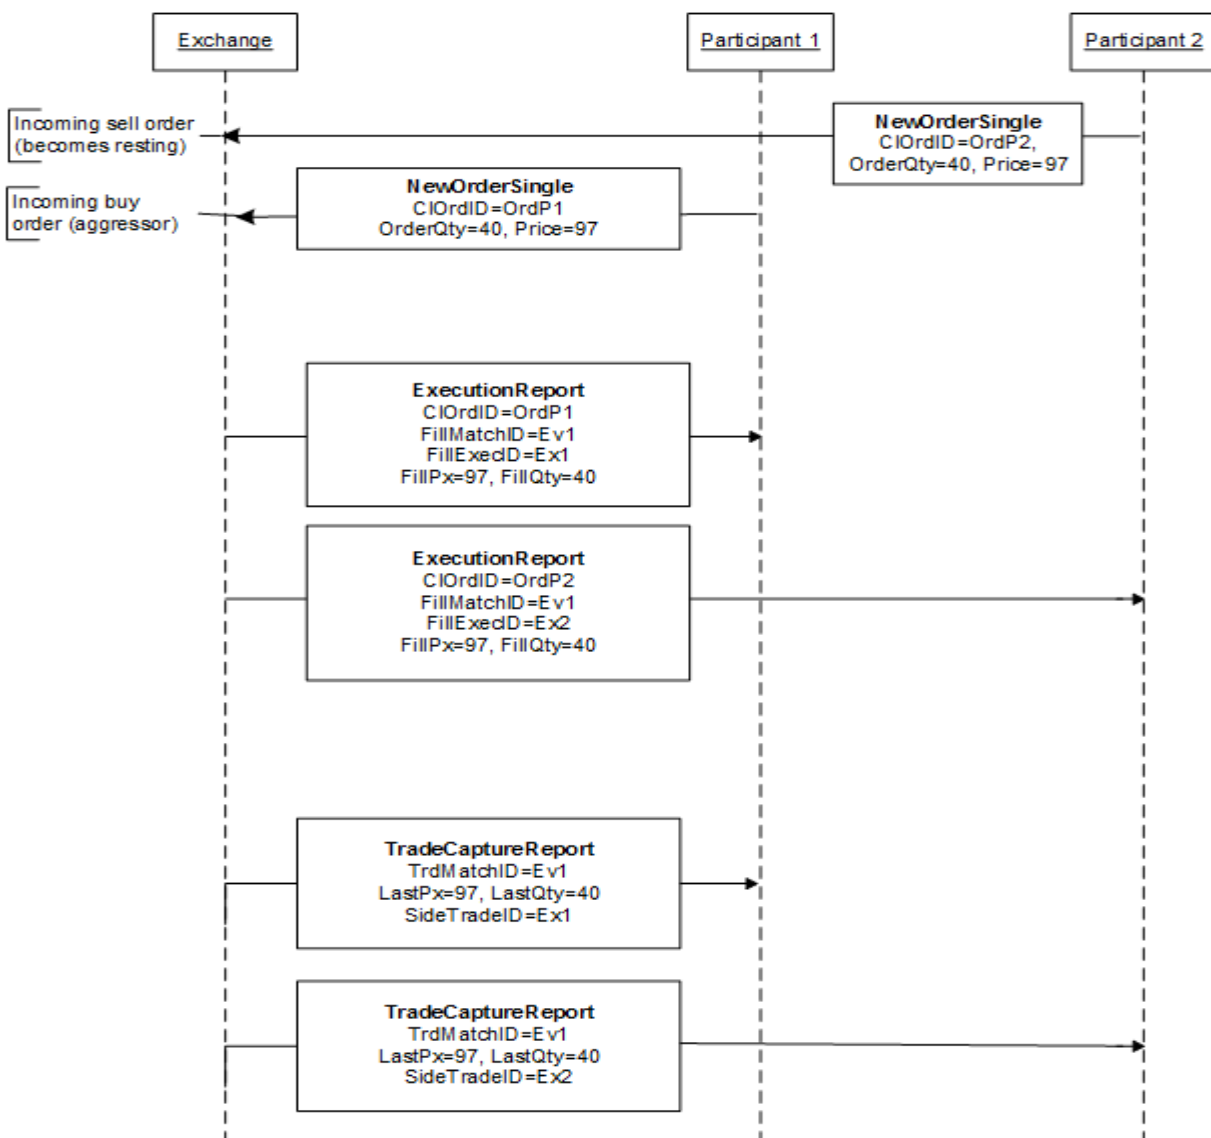 Exchange
Participant 1
Participant 2
Incoming sell order
(becomes resting)
NewOrderSingle
ClOrdID=OrdP2,
OrderQty=40, Price=97
Incoming buy
order (aggressor)
NewOrderSingle
ClOrdID=OrdP1
OrderQty=40, Price=97
ExecutionReport
ClOrdID=OrdP1
FillMatchID=Ev1
FillExecID=Ex1
FillPx=97, FillQty=40
ExecutionReport
ClOrdID=OrdP2
FillMatchID=Ev1
FillExecID=Ex2
FillPx=97, FillQty=40
TradeCaptureReport
TrdMatchID=Ev1
LastPx=97, LastQty=40
SideTradeID=Ex1
TradeCaptureReport
TrdMatchID=Ev1
LastPx=97, LastQty=40
SideTradeID=Ex2